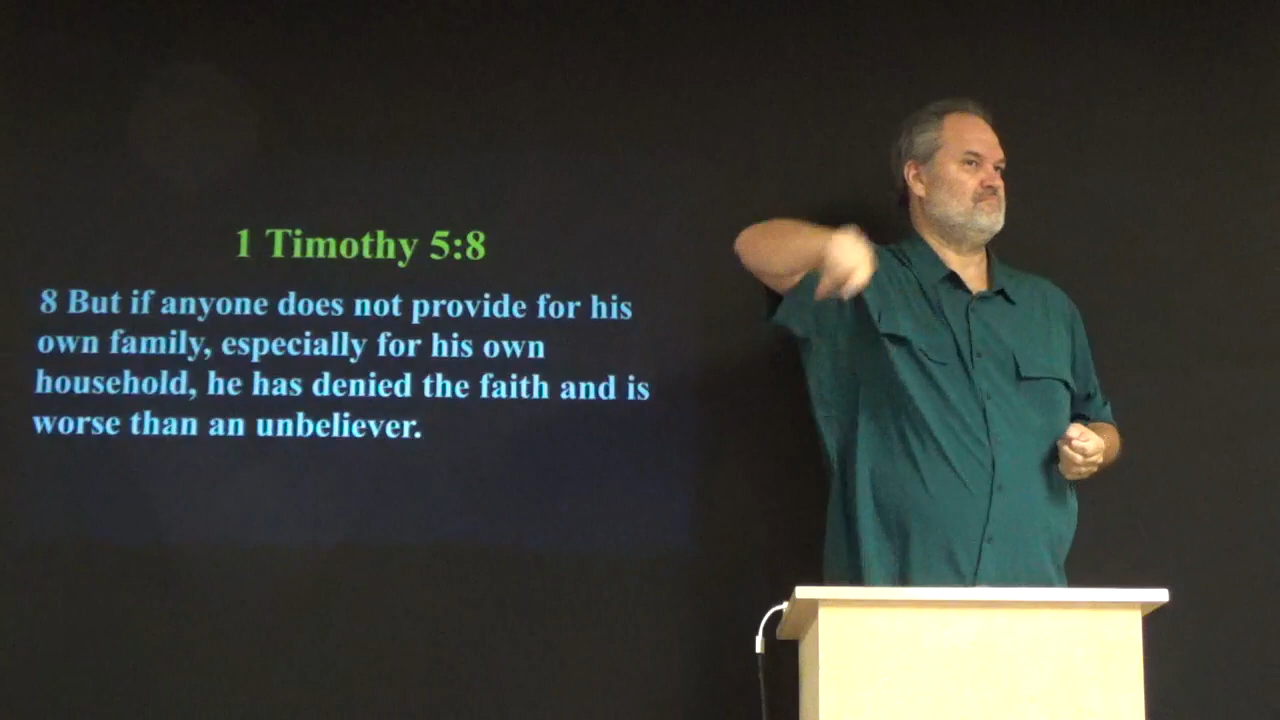 1 Timothy 5:8
8 But if anyone does not provide for his
own family, especially for his own
household, he has denied the faith and is
worse than an unbeliever.